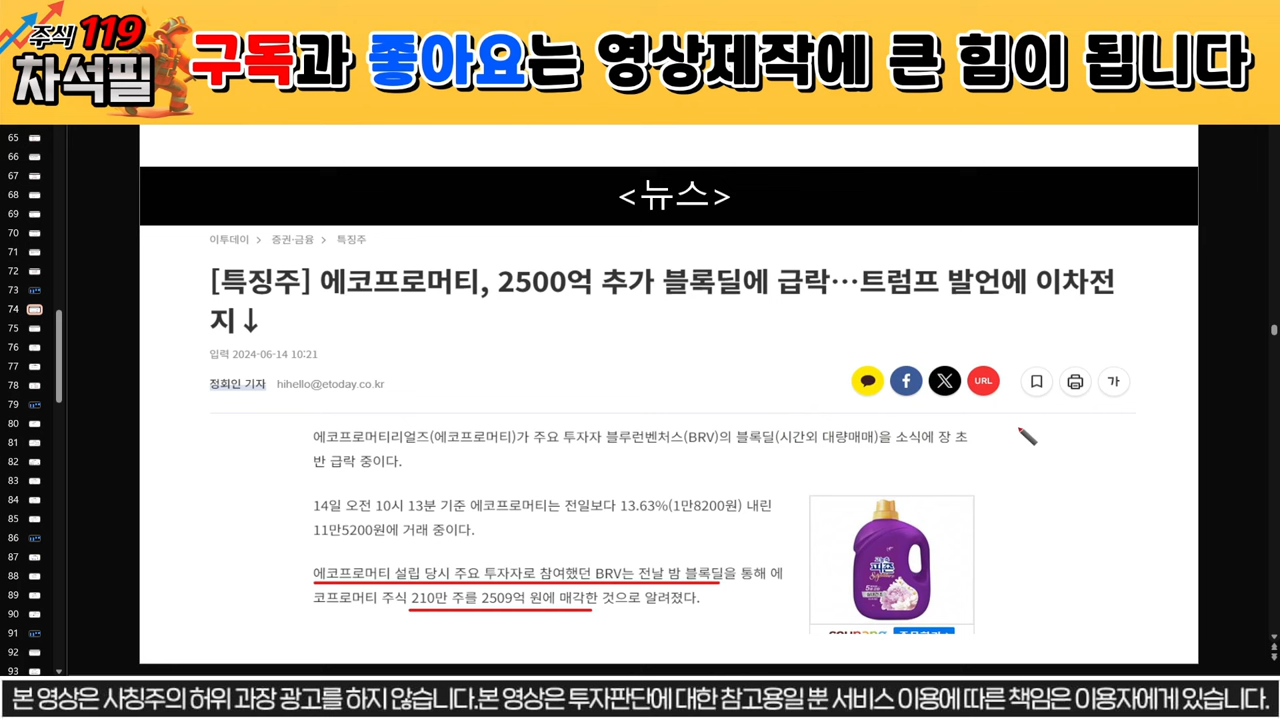 주식 119
차석필
구독과 좋아요는 영상제작에 큰 힘이 됩니다
65
66
67
68
69
70
71
72
73
74
75
76
77
78
79
80
81
82
83
84
85
86
87
88
89
90
91
92
93
<뉴스>
이투데이 > 증권·금융 > 특징주
[특징주] 에코프로머티, 2500억 추가 블록딜에 급락…트럼프 발언에 이차전
지↓
입력 2024-06-14 10:21
정회인 기자 hihello@etoday.co.kr
URL
가
에코프로머티리얼즈(에코프로머티)가 주요 투자자 블루런벤처스(BRV)의 블록딜(시간외 대량매매)을 소식에 장 초
반 급락 중이다.
14일 오전 10시 13분 기준 에코프로머티는 전일보다 13.63%(1만8200원) 내린
11만5200원에 거래 중이다.
에코프로머티 설립 당시 주요 투자자로 참여했던 BRV는 전날 밤 블록딜을 통해 에
코프로머티 주식 210만 주를 2509억 원에 매각한 것으로 알려졌다.
피죤
본 영상은 사칭주의 허위 과장 광고를 하지 않습니다.본 영상은 투자판단에 대한 참고용일 뿐 서비스 이용에 따른 책임은 이용자에게 있습니다.